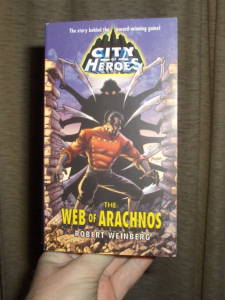 The story behind the award-winning game!
CITY
OF
HEROES
THE
WEB OF ARACHNOS
ROBERT WEINBERG